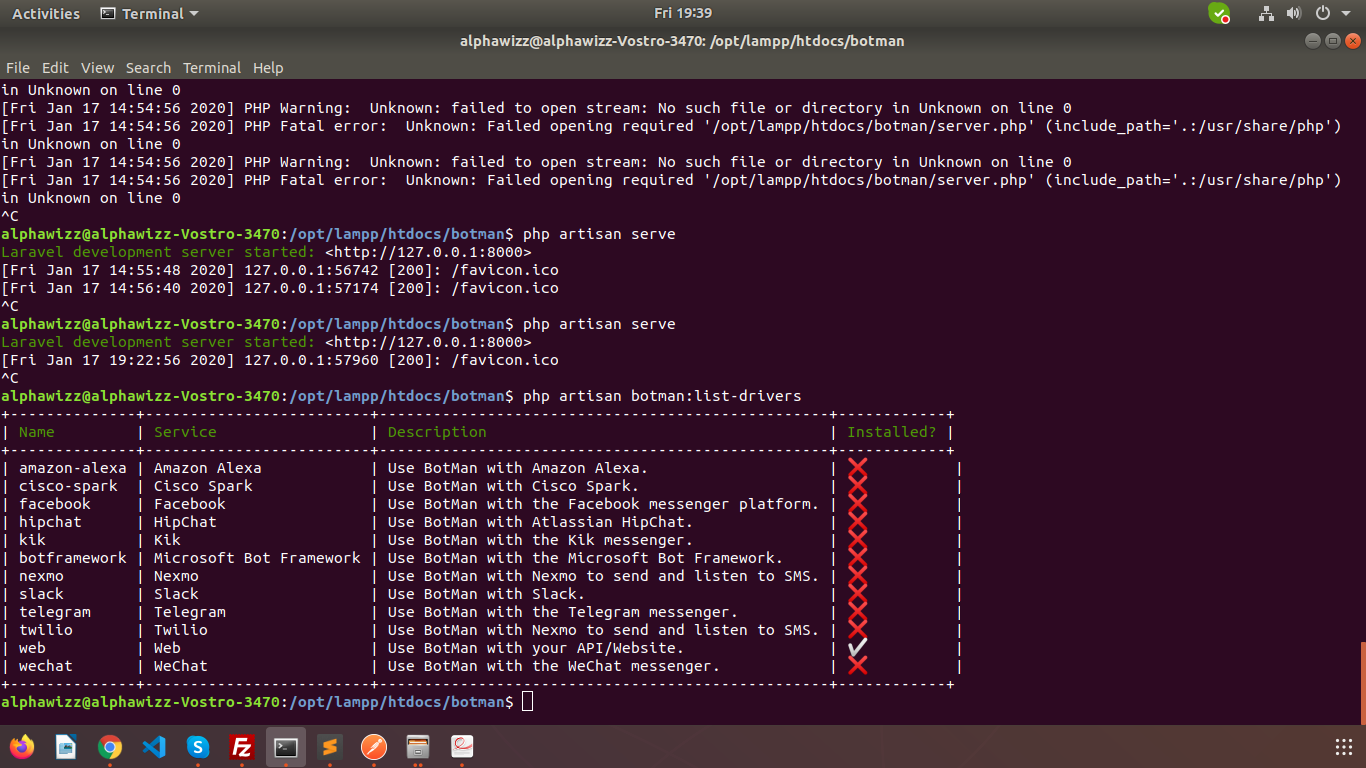 Activities Terminal Fri 19:39
alphawizz@alphawizz-Vostro-3470: /opt/lampp/htdocs/botman
File Edit View Search Terminal Help
in Unknown on line 0
[Fri Jan 17 14:54:56 2020] PHP Warning:  Unknown: failed to open stream: No such file or directory in Unknown on line 0
[Fri Jan 17 14:54:56 2020] PHP Fatal error:  Unknown: Failed opening required '/opt/lampp/htdocs/botman/server.php' (include_path='.:/usr/share/php')
in Unknown on line 0
[Fri Jan 17 14:54:56 2020] PHP Warning:  Unknown: failed to open stream: No such file or directory in Unknown on line 0
[Fri Jan 17 14:54:56 2020] PHP Fatal error:  Unknown: Failed opening required '/opt/lampp/htdocs/botman/server.php' (include_path='.:/usr/share/php')
in Unknown on line 0
^C
alphawizz@alphawizz-Vostro-3470:/opt/lampp/htdocs/botman$ php artisan serve
Laravel development server started: <http://127.0.0.1:8000>
[Fri Jan 17 14:55:48 2020] 127.0.0.1:56742 [200]: /favicon.ico
[Fri Jan 17 14:56:40 2020] 127.0.0.1:57174 [200]: /favicon.ico
^C
alphawizz@alphawizz-Vostro-3470:/opt/lampp/htdocs/botman$ php artisan serve
Laravel development server started: <http://127.0.0.1:8000>
[Fri Jan 17 19:22:56 2020] 127.0.0.1:57960 [200]: /favicon.ico
^C
alphawizz@alphawizz-Vostro-3470:/opt/lampp/htdocs/botman$ php artisan botman:list-drivers
+--------------+-------------------------+--------------------------------------------------+------------+
| Name         | Service                 | Description                                      | Installed? |
+--------------+-------------------------+--------------------------------------------------+------------+
| amazon-alexa | Amazon Alexa            | Use BotMan with Amazon Alexa.                    | ❌          |
| cisco-spark  | Cisco Spark             | Use BotMan with Cisco Spark.                     | ❌          |
| facebook     | Facebook                | Use BotMan with the Facebook messenger platform. | ❌          |
| hipchat      | HipChat                 | Use BotMan with Atlassian HipChat.               | ❌          |
| kik          | Kik                     | Use BotMan with the Kik messenger.               | ❌          |
| botframework | Microsoft Bot Framework | Use BotMan with the Microsoft Bot Framework.     | ❌          |
| nexmo        | Nexmo                   | Use BotMan with Nexmo to send and listen to SMS. | ❌          |
| slack        | Slack                   | Use BotMan with Slack.                           | ❌          |
| telegram     | Telegram                | Use BotMan with the Telegram messenger.          | ❌          |
| twilio       | Twilio                  | Use BotMan with Nexmo to send and listen to SMS. | ❌          |
| web          | Web                     | Use BotMan with your API/Website.                | ✔          |
| wechat       | WeChat                  | Use BotMan with the WeChat messenger.            | ❌          |
+--------------+-------------------------+--------------------------------------------------+------------+
alphawizz@alphawizz-Vostro-3470:/opt/lampp/htdocs/botman$